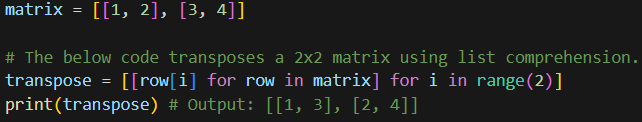 matrix = [[1, 2], [3, 4]]
# The below code transposes a 2x2 matrix using list comprehension.
transpose = [[row[i] for row in matrix] for i in range(2)]
print(transpose) # Output: [[1, 3], [2, 4]]